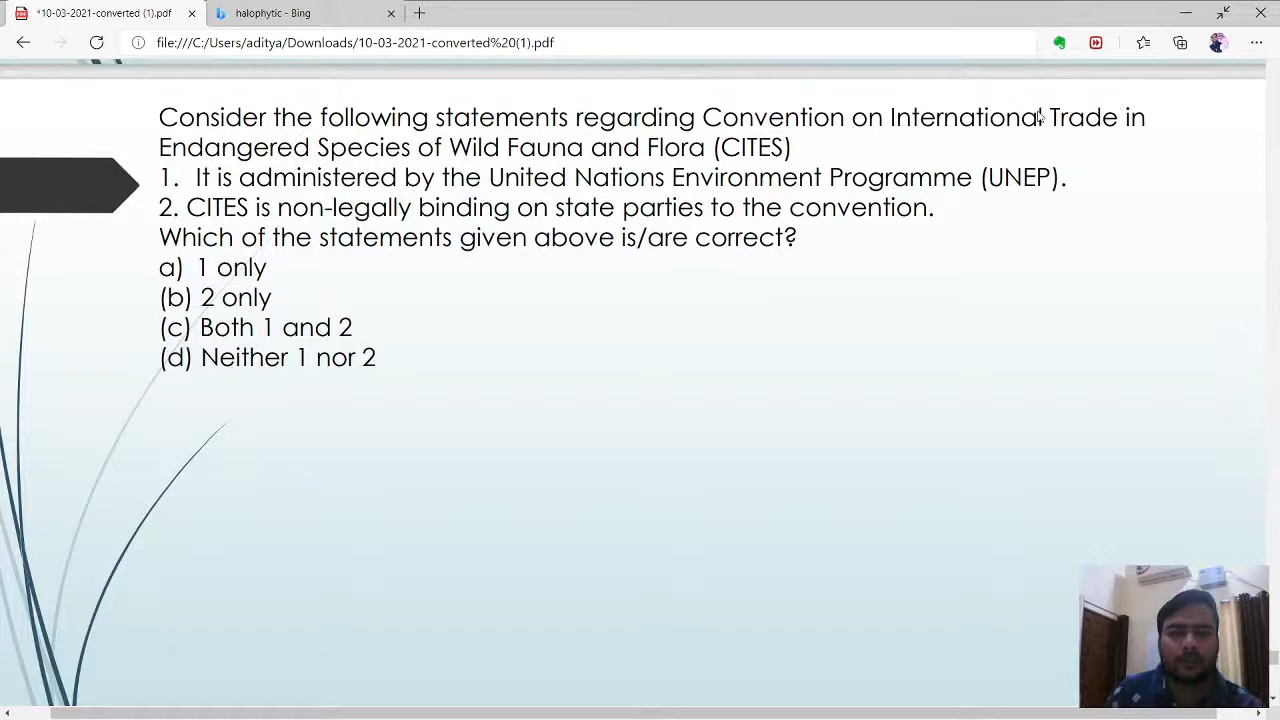 *10-03-2021-converted (1).pdf
halophytic - Bing
file:///C:/Users/aditya/Downloads/10-03-2021-converted%20(1).pdf
Consider the following statements regarding Convention on International Trade in
Endangered Species of Wild Fauna and Flora (CITES)
1. It is administered by the United Nations Environment Programme (UNEP).
2. CITES is non-legally binding on state parties to the convention.
Which of the statements given above is/are correct?
a) 1 only
(b) 2 only
(c) Both 1 and 2
(d) Neither 1 nor 2